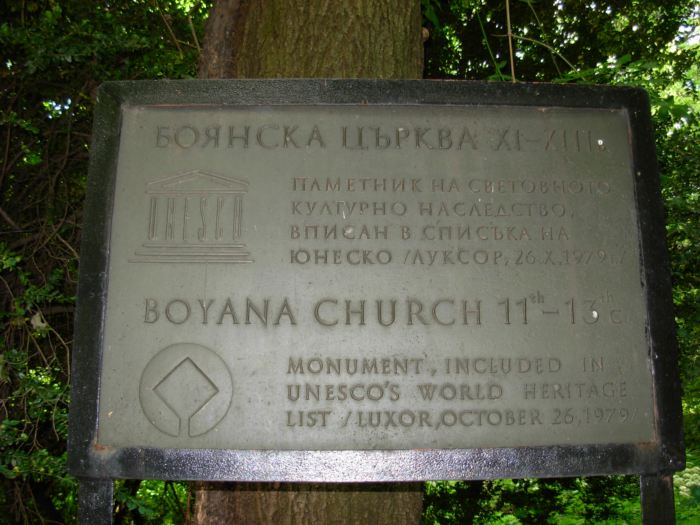 БОЯНСКА ЦЪРКВА XI-XIII
UNESCO
ПАМЕТНИК НА СВЕТОВНОТО
КУЛТУРНО НАСЛЕДСТВО,
ВПИСАН В СПИСЪКА НА
ЮНЕСКО /ЛУКСОР, 26.X.1979г./
BOYANA CHURCH 11th-13th C.
MONUMENT, INCLUDED IN
UNESCO'S WORLD HERITAGE
LIST /LUXOR, OCTOBER 26, 1979/